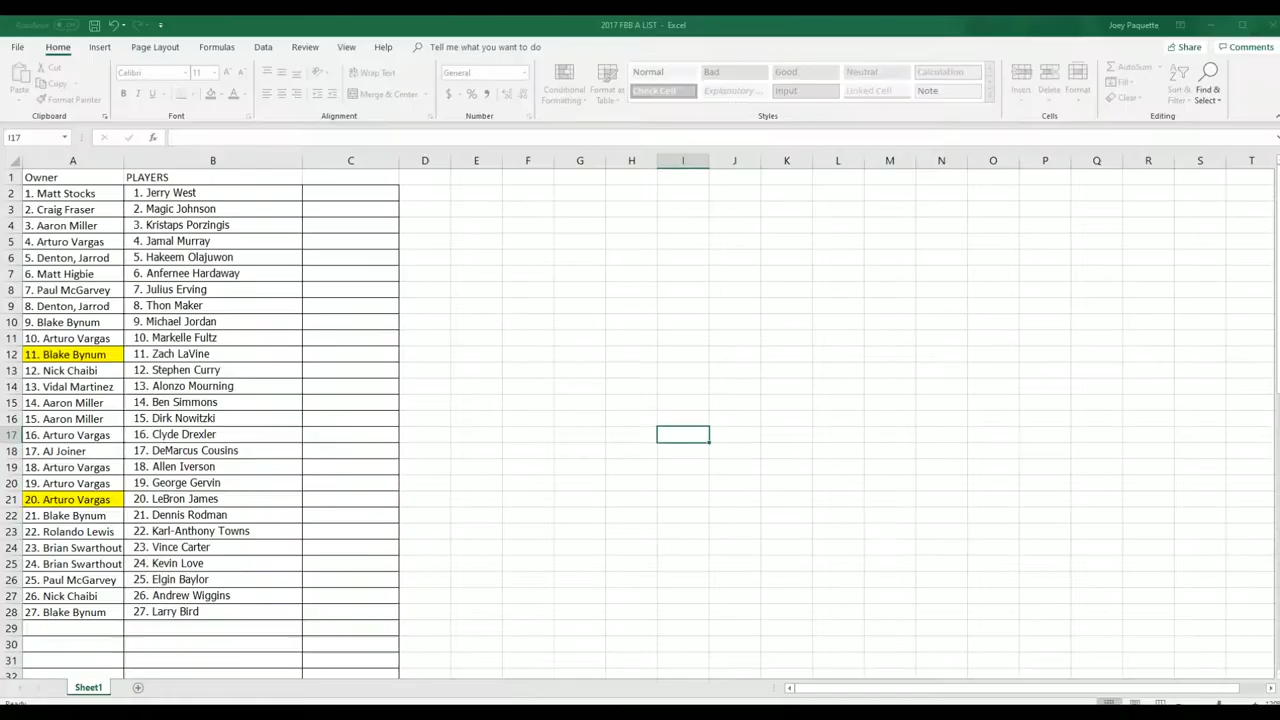 2017 FBB A LIST - Excel Joey Paquette
File Home Insert Page Layout Formulas Data Review View Help Tell me what you want to do Share Comments
Cut Calibri 11 Wrap Text General Normal Bad Good Neutral Calculation AutoSum
Copy Fill
Paste Format Painter Merge & Center Conditional Formatting Format as Table Check Cell Explanatory ... Input Linked Cell Note Insert Delete Format Clear Sort & Filter Find & Select
Clipboard Font Alignment Number Styles Cells Editing
I17 fx
A B C D E F G H I J K L M N O P Q R S T
1 Owner PLAYERS
2 1. Matt Stocks 1. Jerry West
3 2. Craig Fraser 2. Magic Johnson
4 3. Aaron Miller 3. Kristaps Porzingis
5 4. Arturo Vargas 4. Jamal Murray
6 5. Denton, Jarrod 5. Hakeem Olajuwon
7 6. Matt Higbie 6. Anfernee Hardaway
8 7. Paul McGarvey 7. Julius Erving
9 8. Denton, Jarrod 8. Thon Maker
10 9. Blake Bynum 9. Michael Jordan
11 10. Arturo Vargas 10. Markelle Fultz
12 11. Blake Bynum 11. Zach LaVine
13 12. Nick Chaibi 12. Stephen Curry
14 13. Vidal Martinez 13. Alonzo Mourning
15 14. Aaron Miller 14. Ben Simmons
16 15. Aaron Miller 15. Dirk Nowitzki
17 16. Arturo Vargas 16. Clyde Drexler
18 17. AJ Joiner 17. DeMarcus Cousins
19 18. Arturo Vargas 18. Allen Iverson
20 19. Arturo Vargas 19. George Gervin
21 20. Arturo Vargas 20. LeBron James
22 21. Blake Bynum 21. Dennis Rodman
23 22. Rolando Lewis 22. Karl-Anthony Towns
24 23. Brian Swarthout 23. Vince Carter
25 24. Brian Swarthout 24. Kevin Love
26 25. Paul McGarvey 25. Elgin Baylor
27 26. Nick Chaibi 26. Andrew Wiggins
28 27. Blake Bynum 27. Larry Bird
29
30
31
32
Sheet1